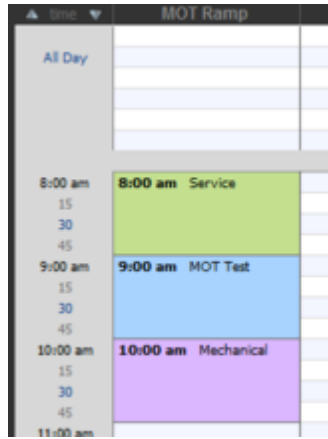 time MOT Ramp
All Day
8:00 am 8:00 am Service
15
30
45
9:00 am 9:00 am MOT Test
15
30
45
10:00 am 10:00 am Mechanical
15
30
45
11:00 am